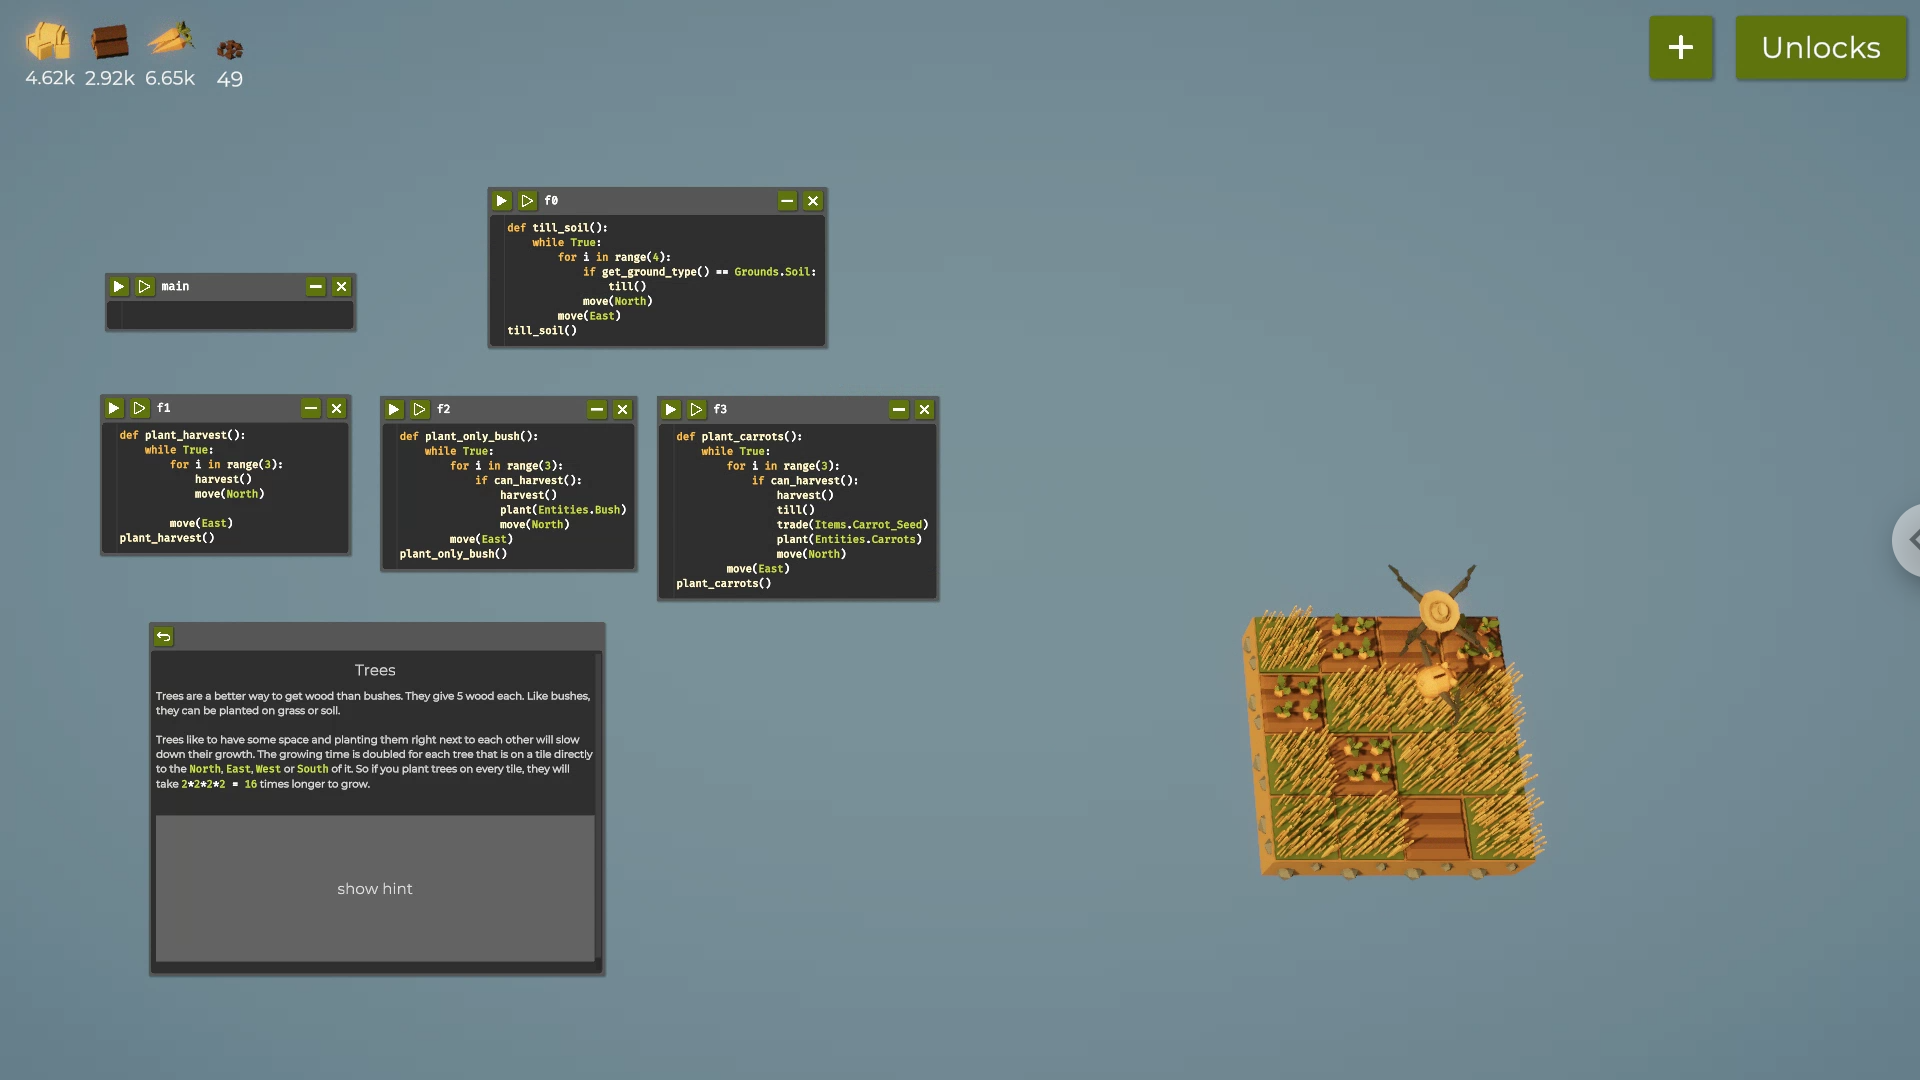 4.62k 2.92k 6.65k 49
+ Unlocks
f0
def till_soil():
    while True:
        for i in range(4):
            if get_ground_type() == Grounds.Soil:
                till()
            move(North)
        move(East)
till_soil()
main
f1
def plant_harvest():
    while True:
        for i in range(3):
            harvest()
            move(North)
        move(East)
plant_harvest()
f2
def plant_only_bush():
    while True:
        for i in range(3):
            if can_harvest():
                harvest()
                plant(Entities.Bush)
                move(North)
        move(East)
plant_only_bush()
f3
def plant_carrots():
    while True:
        for i in range(3):
            if can_harvest():
                harvest()
                till()
                trade(Items.Carrot_Seed)
                plant(Entities.Carrots)
                move(North)
        move(East)
plant_carrots()
Trees
Trees are a better way to get wood than bushes. They give 5 wood each. Like bushes,
they can be planted on grass or soil.
Trees like to have some space and planting them right next to each other will slow
down their growth. The growing time is doubled for each tree that is on a tile directly
to the North, East, West or South of it. So if you plant trees on every tile, they will
take 2*2*2*2 = 16 times longer to grow.
show hint